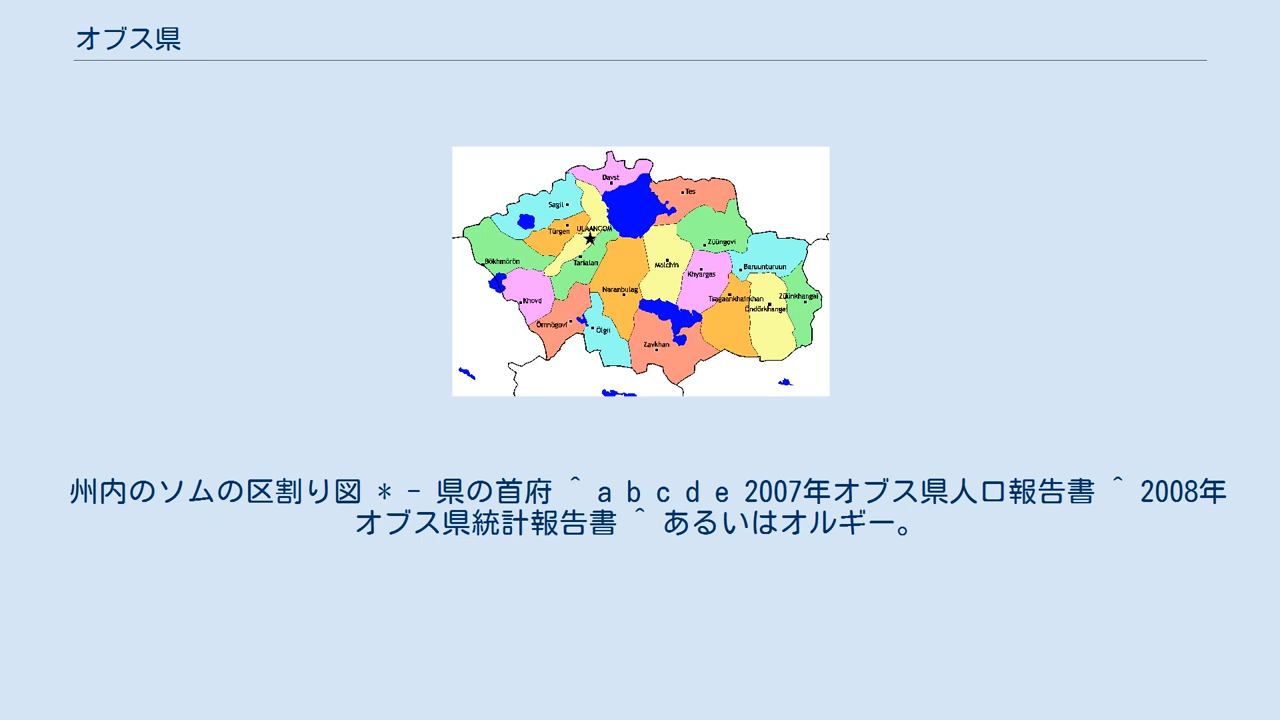 オブス県
Davst
Tes
Sagil
Türgen
ULAANGOM
Züüngovi
Bökhmörön
Tarialan
Malchin
Khyargas
Baruunturuun
Naranbulag
Khovd
Tsagaankhairkhan
Züünkhangai
Öndörkhangai
Ömnögovi
Ölgii
Zavkhan
州内のソムの区割り図 * - 県の首府 ^ a b c d e 2007年オブス県人口報告書 ^ 2008年
オブス県統計報告書 ^ あるいはオルギー。